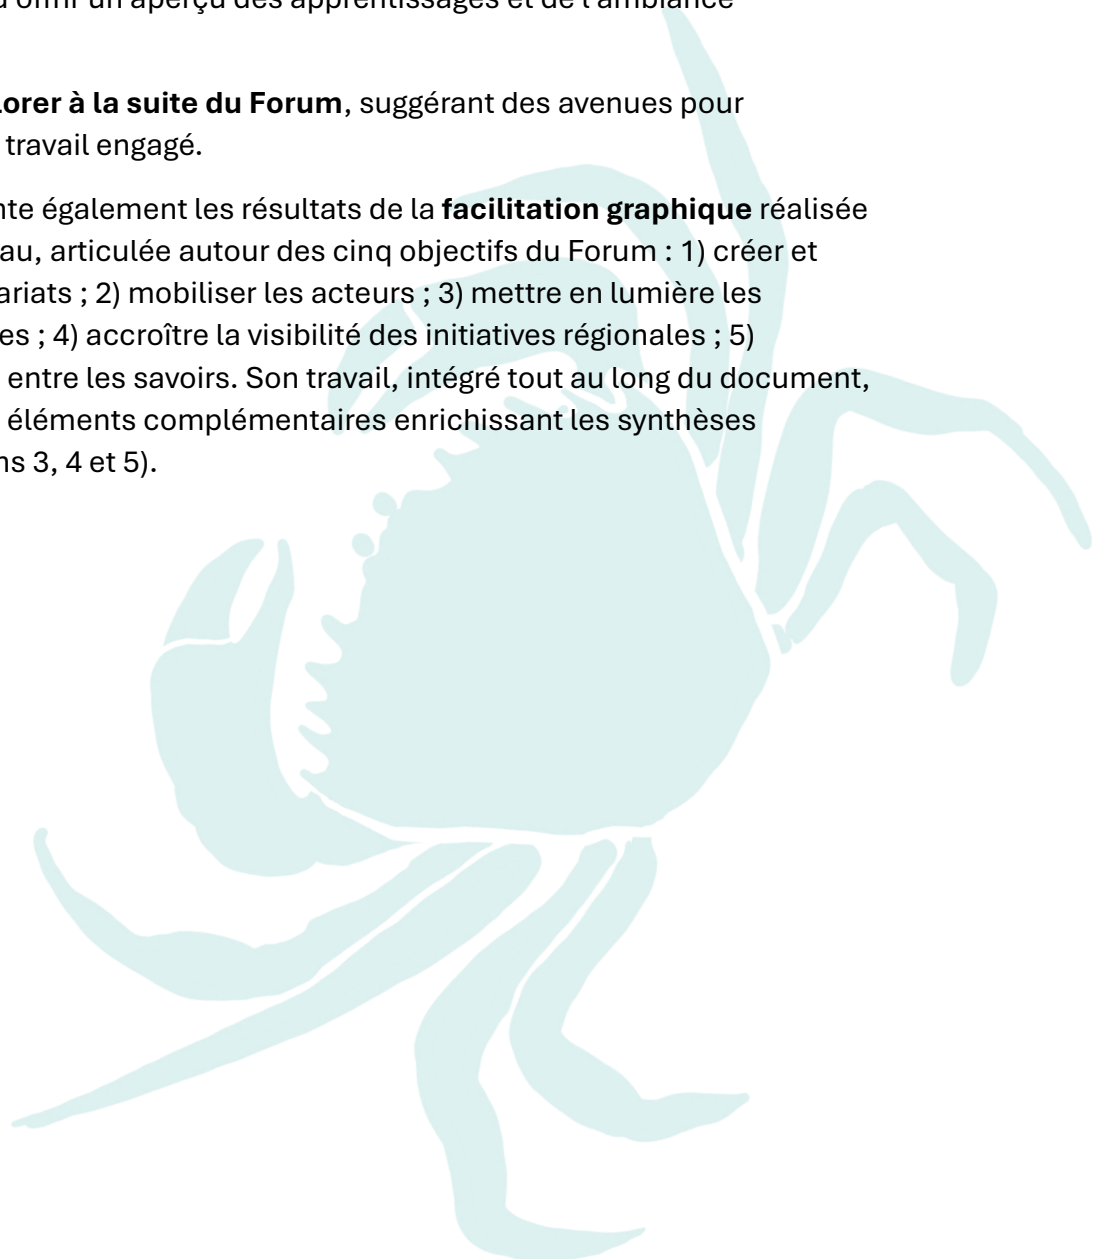 offrir un aperçu des apprentissages et de l'ambiance
lorer à la suite du Forum, suggérant des avenues pour
travail engagé.
nte également les résultats de la facilitation graphique réalisée
au, articulée autour des cinq objectifs du Forum : 1) créer et
ariats ; 2) mobiliser les acteurs ; 3) mettre en lumière les
es ; 4) accroître la visibilité des initiatives régionales ; 5)
entre les savoirs. Son travail, intégré tout au long du document,
éléments complémentaires enrichissant les synthèses
ns 3, 4 et 5).